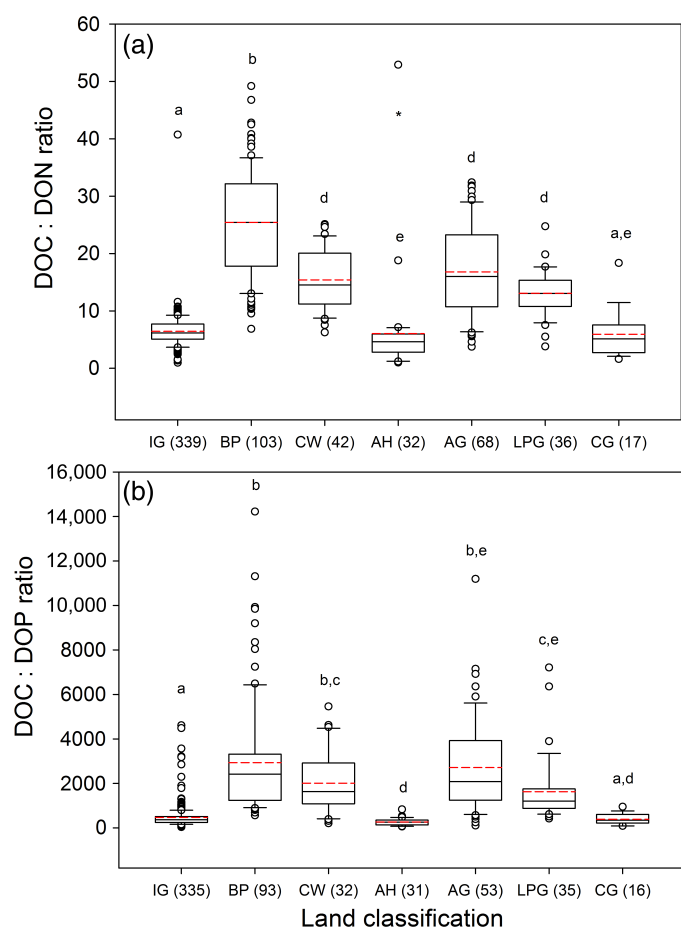 60
(a)
b
50
a
*
40
DOC : DON ratio
d
d
d
30
e
a,e
20
10
0
IG (339) BP (103) CW (42) AH (32) AG (68) LPG (36) CG (17)
16,000
(b)
b
14,000
12,000
b,e
10,000
DOC : DOP ratio
8000
c,e
6000
a
b,c
4000
2000
d
a,d
0
IG (335) BP (93) CW (32) AH (31) AG (53) LPG (35) CG (16)
Land classification